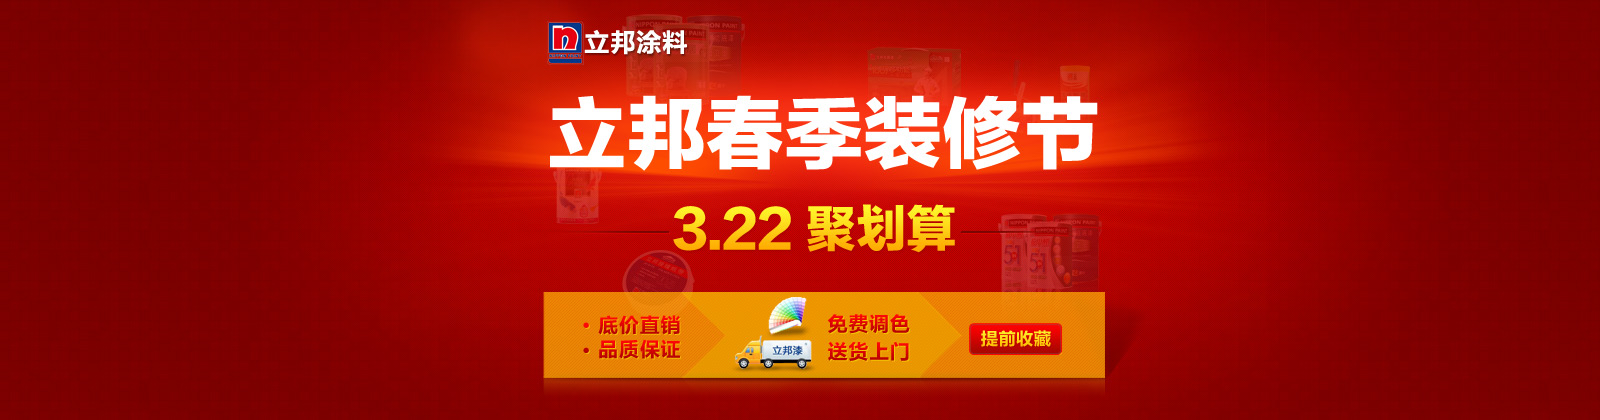 立邦涂料
立邦春季装修节
3.22 聚划算
• 底价直销
• 品质保证
立邦漆
免费调色
送货上门
提前收藏
NIPPON PAINT